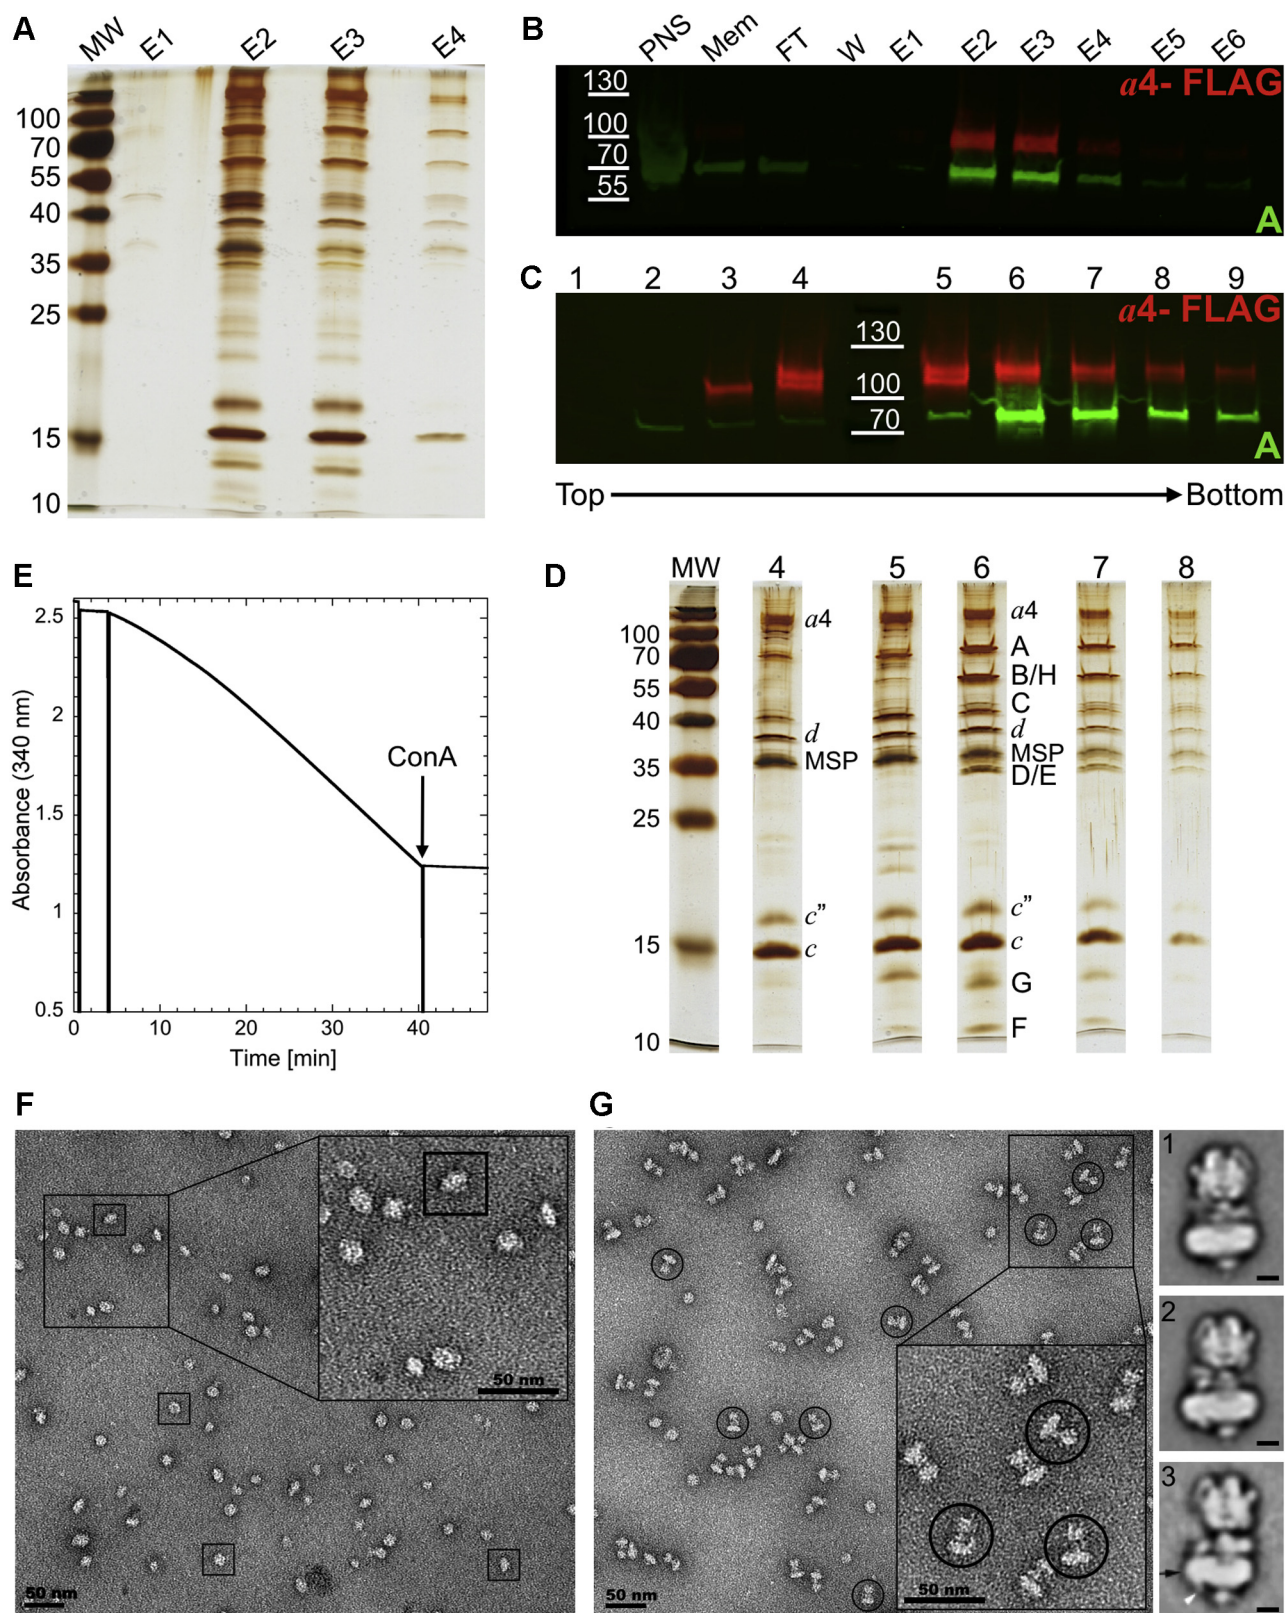 A
MW E1 E2 E3 E4
100
70
55
40
35
25
15
10
B
PNS Mem FT W E1 E2 E3 E4 E5 E6
130
100
70
55
a4- FLAG
A
C
1 2 3 4 5 6 7 8 9
130
100
70
a4- FLAG
A
Top Bottom
E
2.5
2
1.5
1
0.5
0 10 20 30 40
Absorbance (340 nm)
Time [min]
ConA
D
MW 4 5 6 7 8
100
70
55
40
35
25
15
10
a4
d
MSP
c”
c
a4
A
B/H
C
d
MSP
D/E
c”
c
G
F
F
50 nm
50 nm
G
50 nm
50 nm
1
2
3